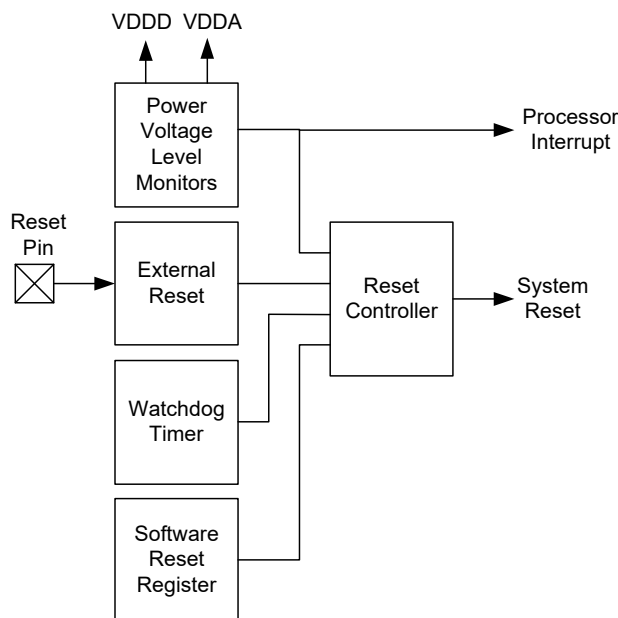 VDDD VDDA
Power
Voltage
Level
Monitors
Processor
Interrupt
Reset
Pin
External
Reset
Reset
Controller
System
Reset
Watchdog
Timer
Software
Reset
Register